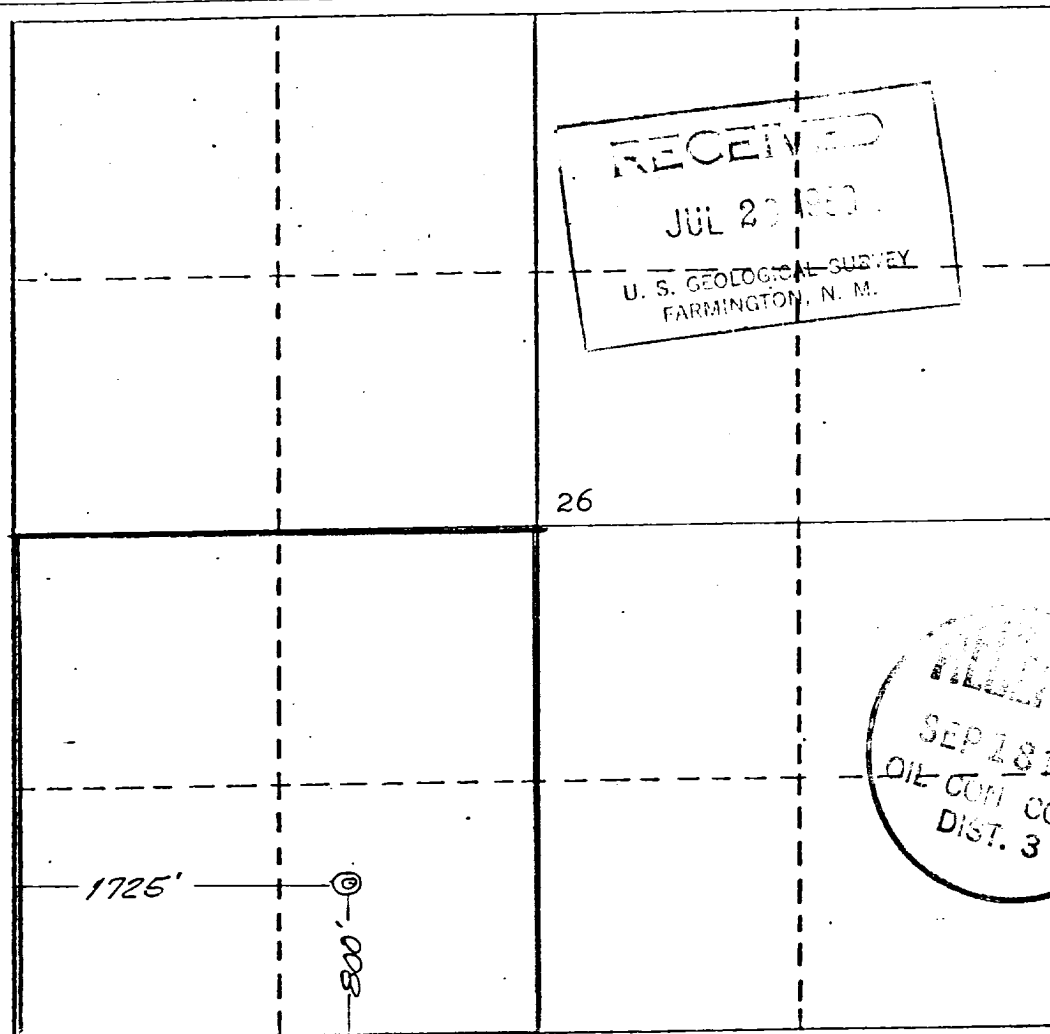 RECEIVED
JUL 2
U. S. GEOLOGICAL SURVEY
FARMINGTON, N. M.
26
SEP 18
OIL CON
DIST. 3
1725'
800'